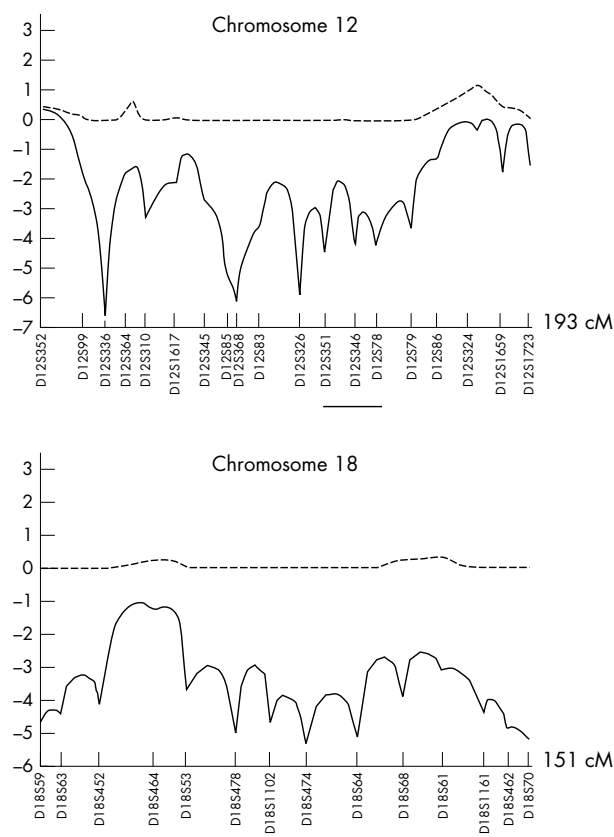 Chromosome 12
3
2
1
0
–1
–2
–3
–4
–5
–6
–7
193 cM
D12S352
D12S99
D12S336
D12S364
D12S310
D12S1617
D12S345
D12S85
D12S368
D12S83
D12S326
D12S351
D12S346
D12S78
D12S79
D12S86
D12S324
D12S1659
D12S1723
Chromosome 18
3
2
1
0
–1
–2
–3
–4
–5
–6
151 cM
D18S59
D18S63
D18S452
D18S464
D18S53
D18S478
D18S1102
D18S474
D18S64
D18S68
D18S61
D18S1161
D18S462
D18S70